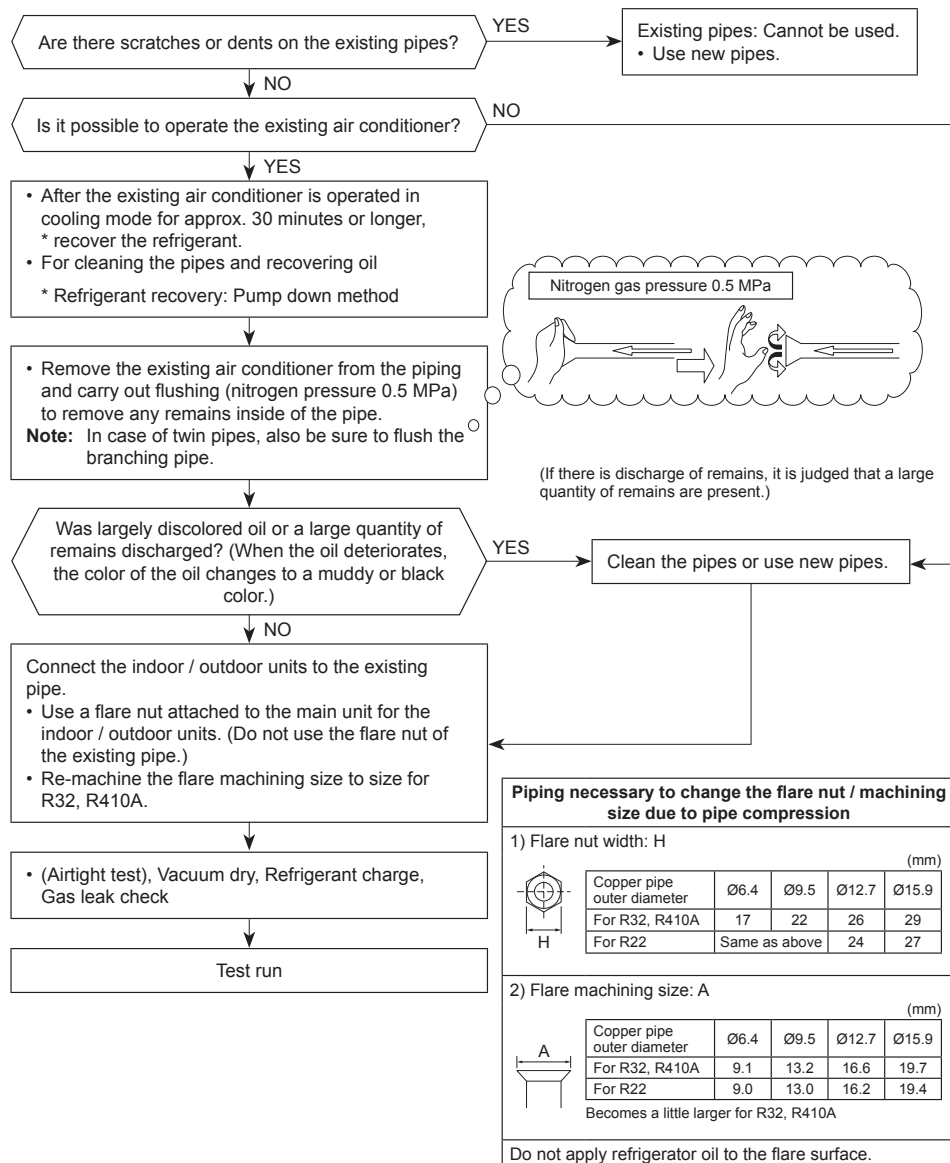 Are there scratches or dents on the existing pipes?
YES
Existing pipes: Cannot be used.
• Use new pipes.
NO
Is it possible to operate the existing air conditioner?
NO
YES
• After the existing air conditioner is operated in
cooling mode for approx. 30 minutes or longer,
* recover the refrigerant.
• For cleaning the pipes and recovering oil
* Refrigerant recovery: Pump down method
Nitrogen gas pressure 0.5 MPa
• Remove the existing air conditioner from the piping
and carry out flushing (nitrogen pressure 0.5 MPa)
to remove any remains inside of the pipe.
Note: In case of twin pipes, also be sure to flush the
branching pipe.
(If there is discharge of remains, it is judged that a large
quantity of remains are present.)
Was largely discolored oil or a large quantity of
remains discharged? (When the oil deteriorates,
the color of the oil changes to a muddy or black
color.)
YES
Clean the pipes or use new pipes.
NO
Connect the indoor / outdoor units to the existing
pipe.
• Use a flare nut attached to the main unit for the
indoor / outdoor units. (Do not use the flare nut of
the existing pipe.)
• Re-machine the flare machining size to size for
R32, R410A.
• (Airtight test), Vacuum dry, Refrigerant charge,
Gas leak check
Test run
Piping necessary to change the flare nut / machining
size due to pipe compression
1) Flare nut width: H
(mm)
Copper pipe
outer diameter Ø6.4 Ø9.5 Ø12.7 Ø15.9
For R32, R410A 17 22 26 29
For R22 Same as above 24 27
H
2) Flare machining size: A
(mm)
Copper pipe
outer diameter Ø6.4 Ø9.5 Ø12.7 Ø15.9
A
For R32, R410A 9.1 13.2 16.6 19.7
For R22 9.0 13.0 16.2 19.4
Becomes a little larger for R32, R410A
Do not apply refrigerator oil to the flare surface.